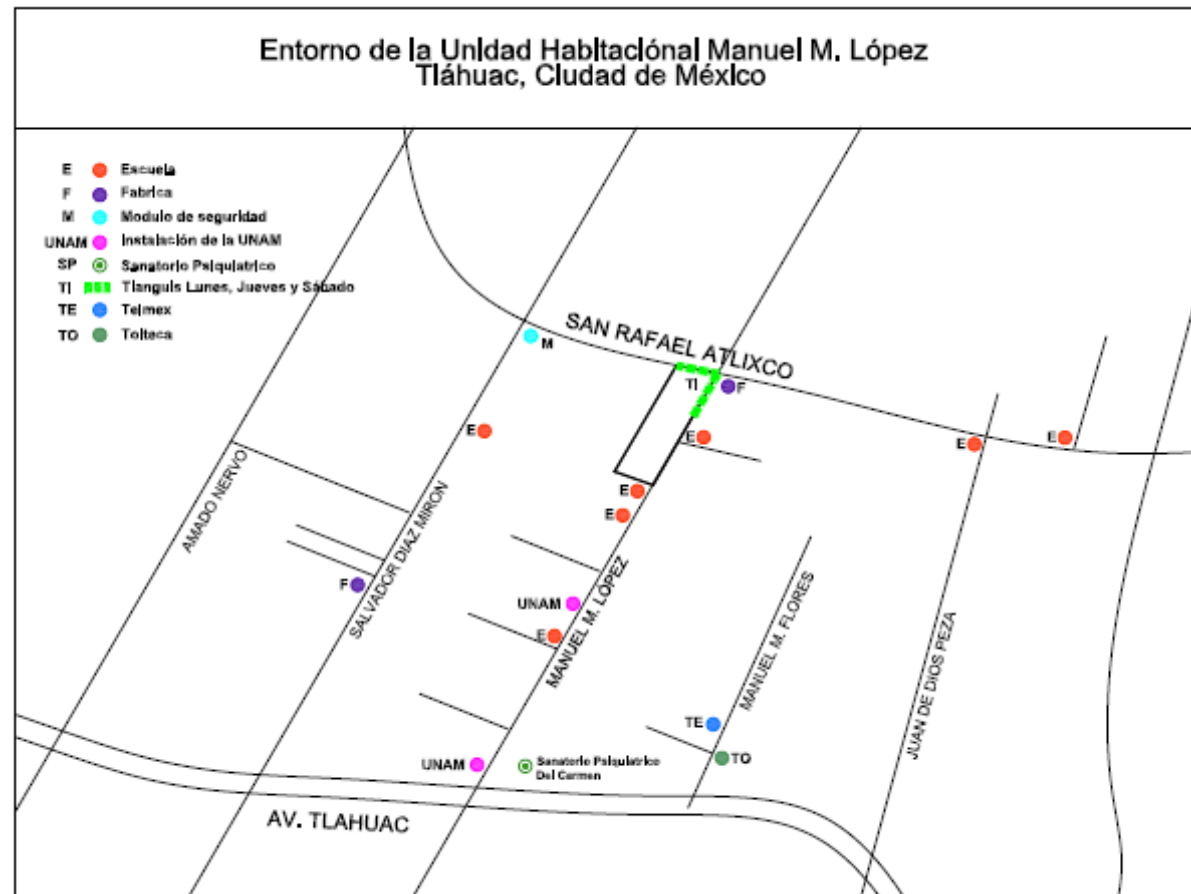 Entorno de la Unidad Habitaciónal Manuel M. López
Tláhuac, Ciudad de México
E Escuela
F Fabrica
M Modulo de seguridad
UNAM Instalación de la UNAM
SP Sanatorio Psiquiatrico
TI Tianguis Lunes, Jueves y Sábado
TE Telmex
TO Tolteca
SAN RAFAEL ATLIXCO
M
TI
F
E
E
E
E
E
E
AMADO NERVO
SALVADOR DIAZ MIRON
F
UNAM
E
MANUEL M. LÓPEZ
MANUEL M. FLORES
JUAN DE DIOS PEZA
TE
TO
UNAM
Sanatorio Psiquiatrico
Del Carmen
AV. TLAHUAC